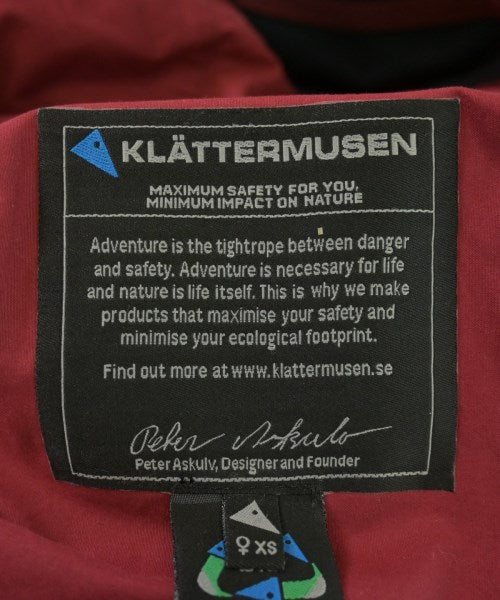 KLÄTTERMUSEN
MAXIMUM SAFETY FOR YOU,
MINIMUM IMPACT ON NATURE
Adventure is the tightrope between danger
and safety. Adventure is necessary for life
and nature is life itself. This is why we make
products that maximise your safety and
minimise your ecological footprint.
Find out more at www.klattermusen.se
Peter Askulv
Peter Askulv, Designer and Founder
♀ XS